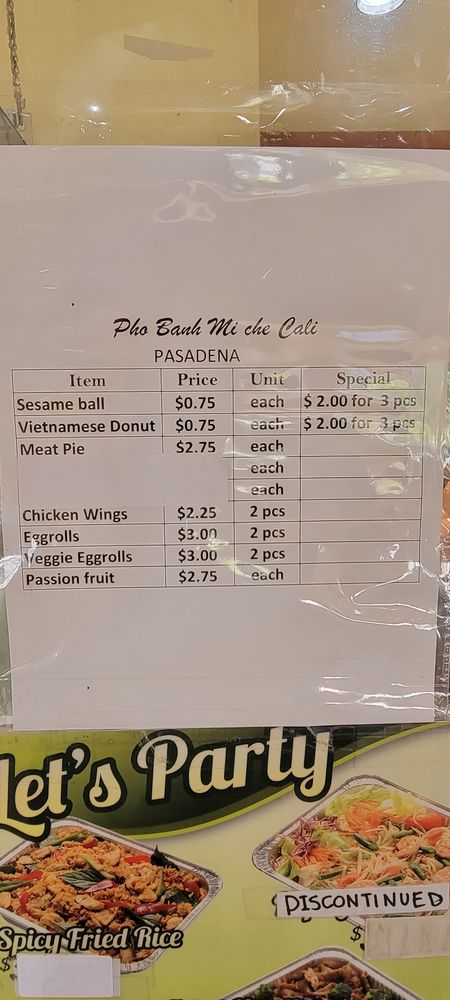 Pho Banh Mi che Cali
PASADENA
Item Price Unit Special
Sesame ball $0.75 each $ 2.00 for 3 pcs
Vietnamese Donut $0.75 each $ 2.00 for 3 pcs
Meat Pie $2.75 each
each
each
Chicken Wings $2.25 2 pcs
Eggrolls $3.00 2 pcs
Veggie Eggrolls $3.00 2 pcs
Passion fruit $2.75 each
Let's Party
DISCONTINUED
$
Spicy Fried Rice
$